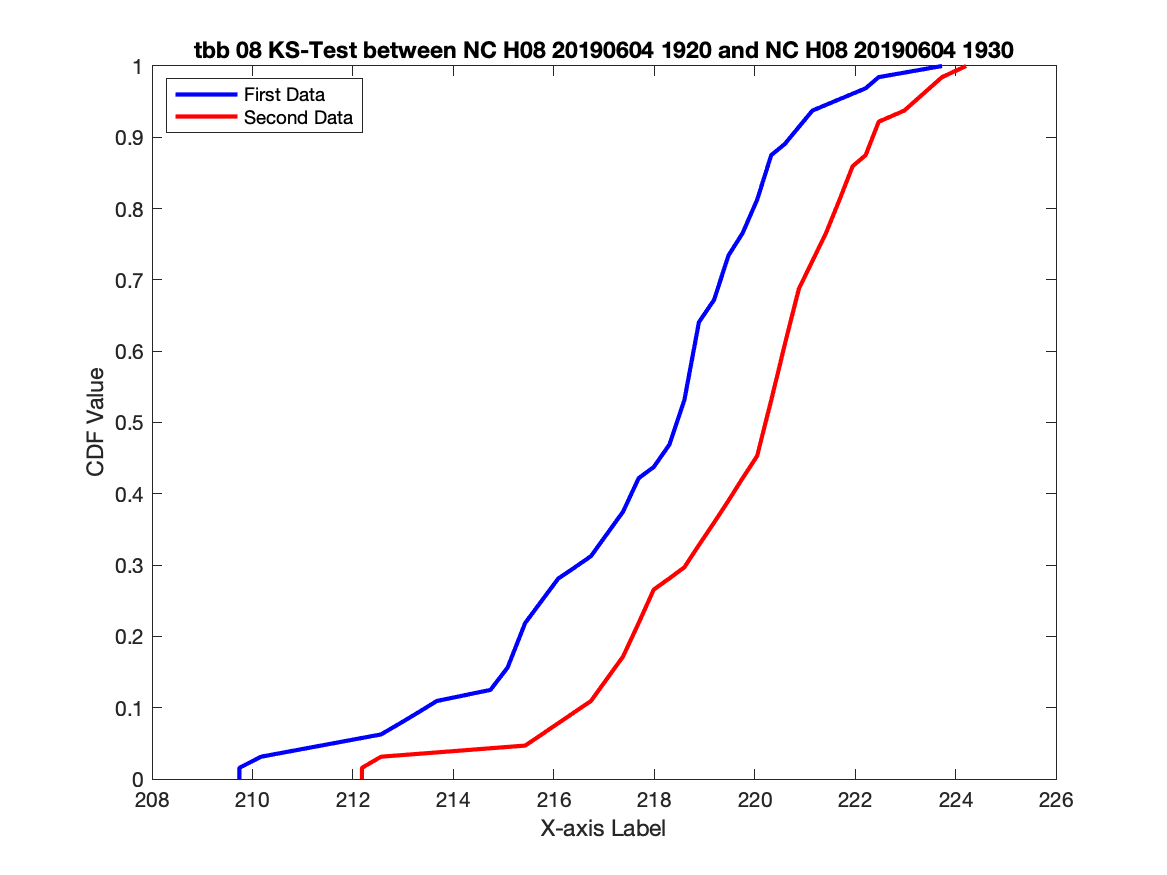 tbb 08 KS-Test between NC H08 20190604 1920 and NC H08 20190604 1930
First Data
Second Data
1
0.9
0.8
0.7
0.6
0.5
0.4
0.3
0.2
0.1
0
CDF Value
208 210 212 214 216 218 220 222 224 226
X-axis Label